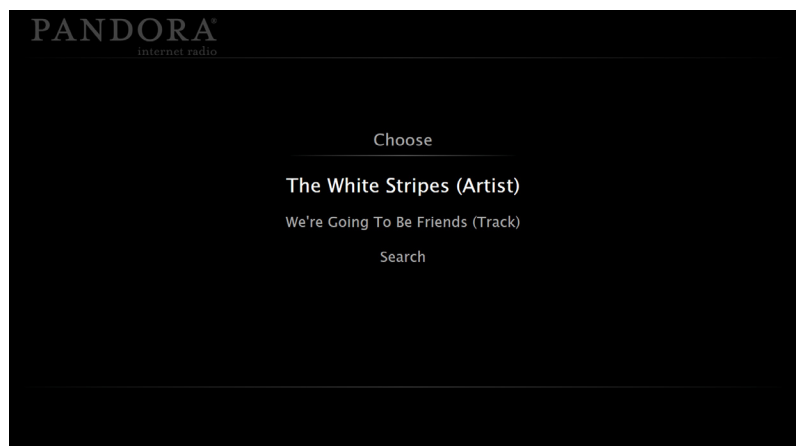 PANDORA®
internet radio
Choose
The White Stripes (Artist)
We're Going To Be Friends (Track)
Search